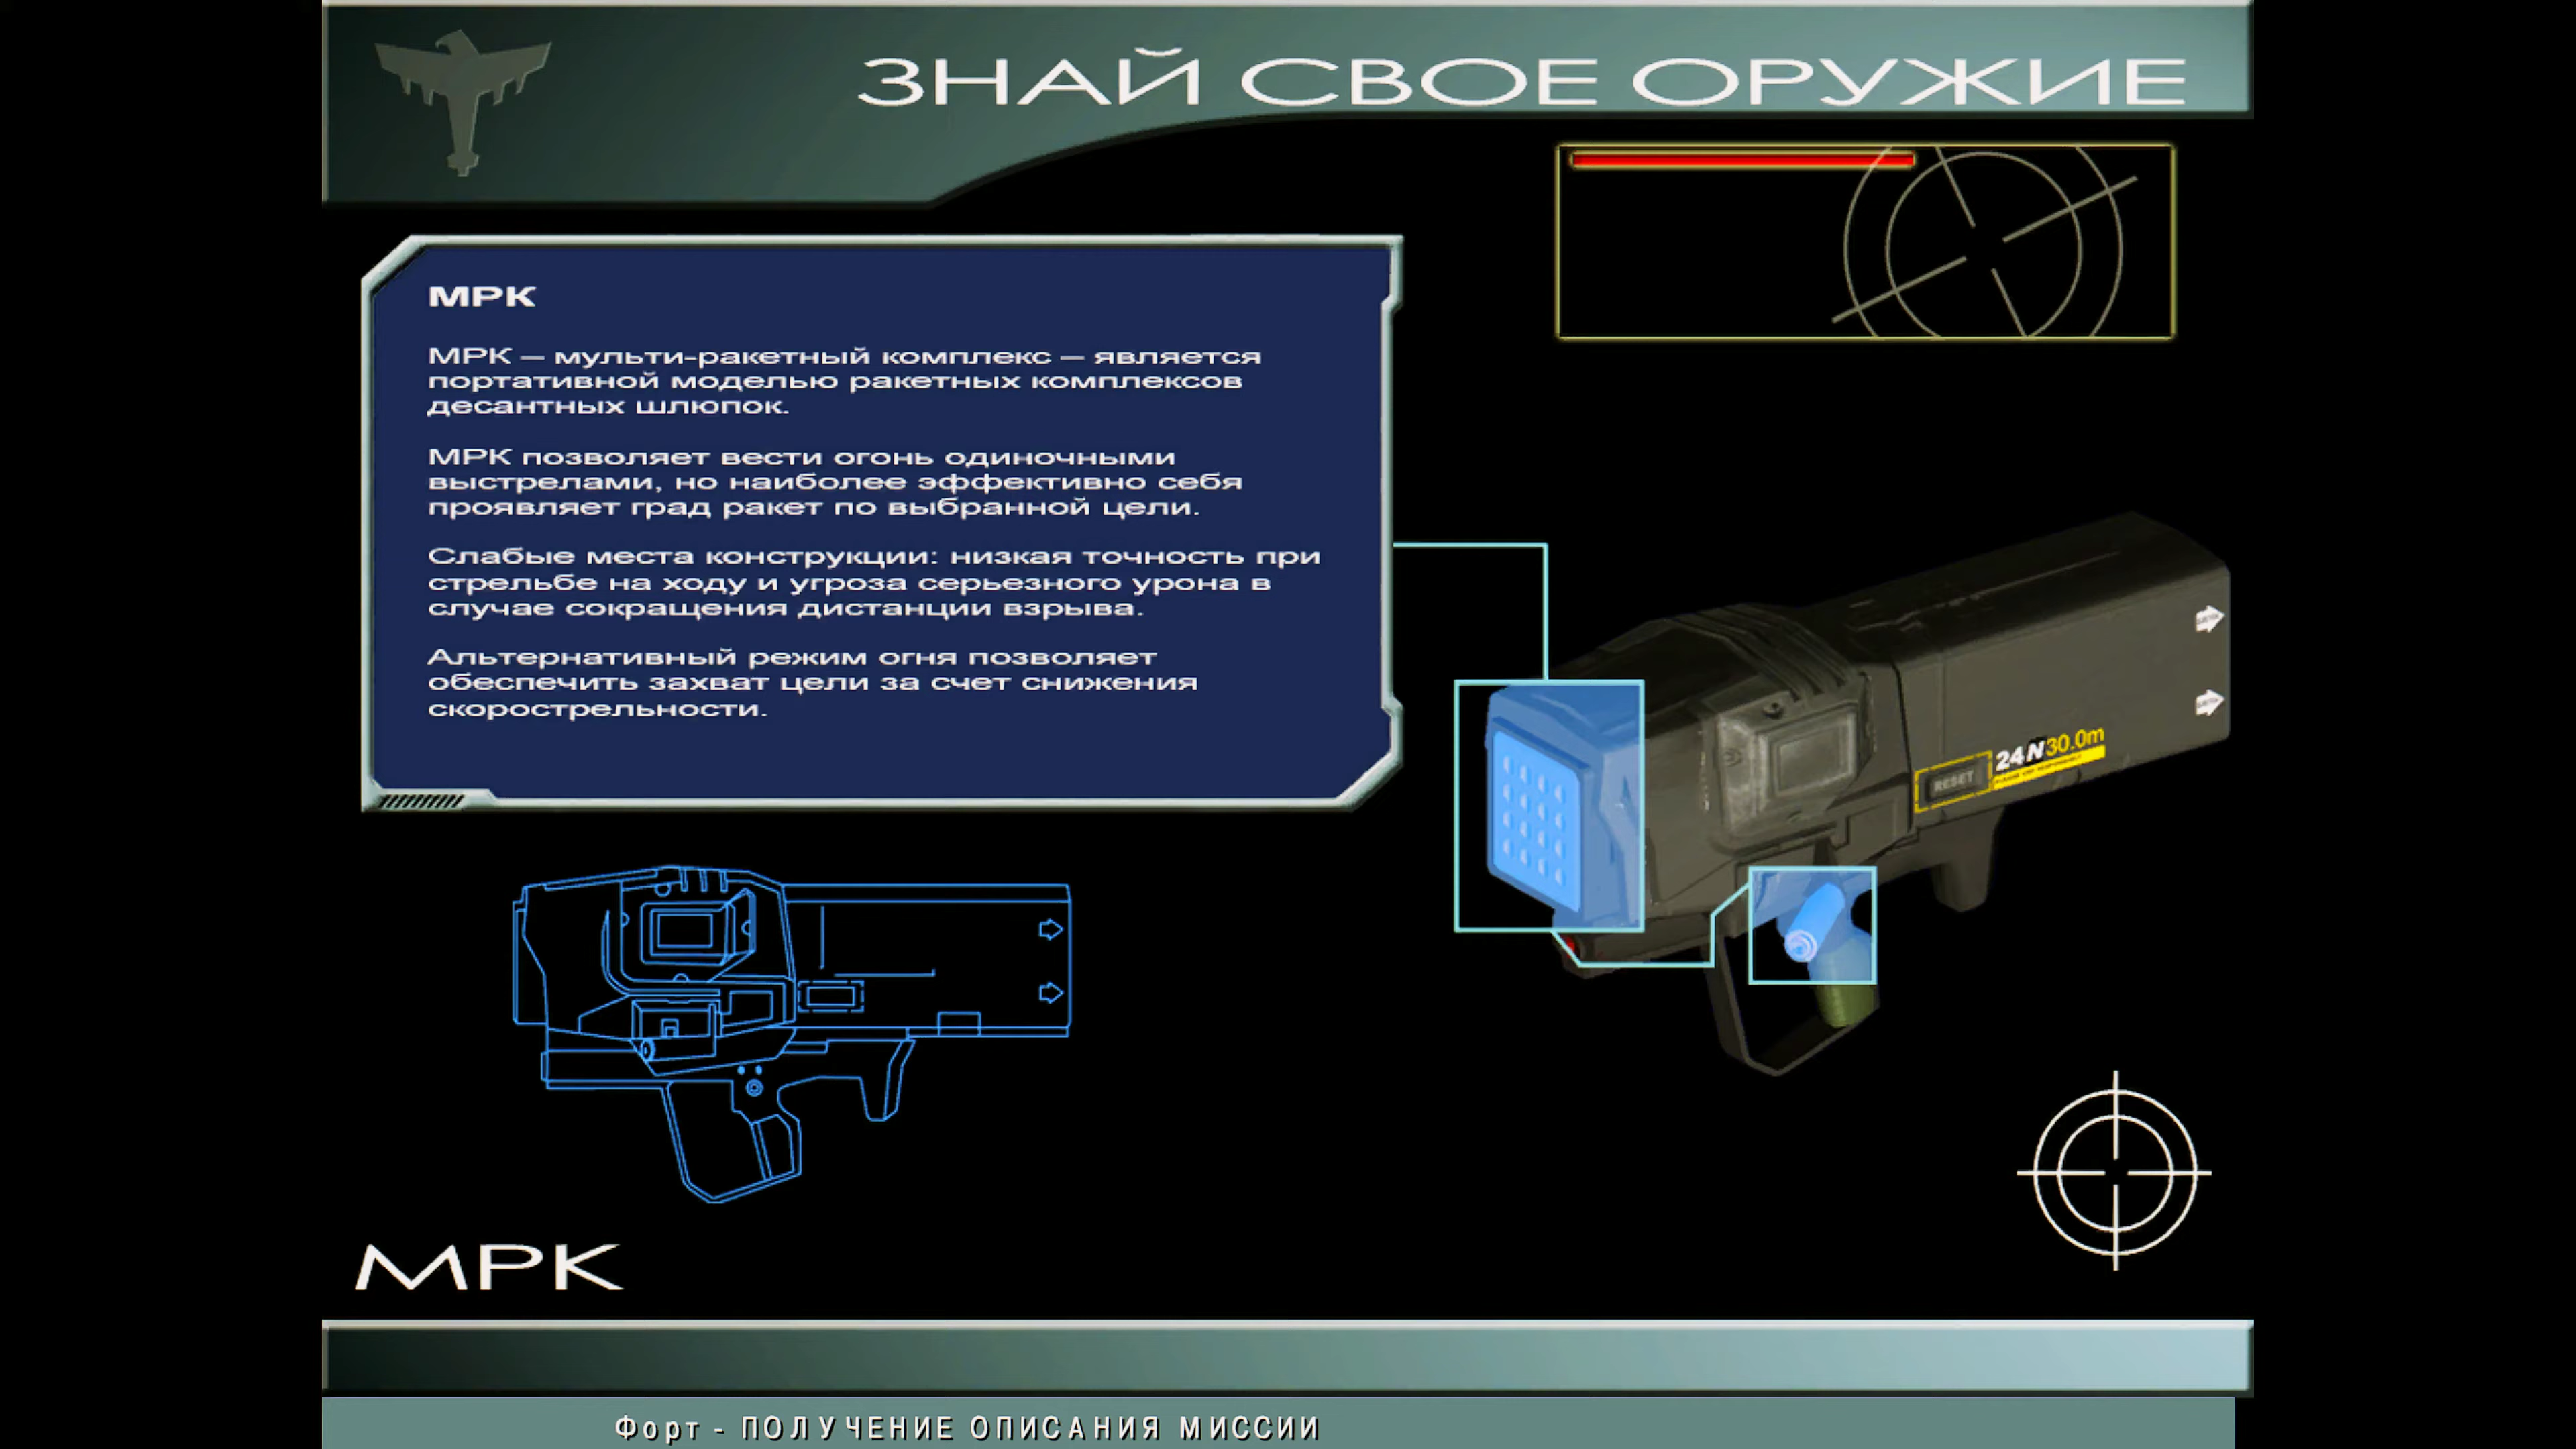 ЗНАЙ СВОЕ ОРУЖИЕ
МРК
МРК – мульти-ракетный комплекс – является
портативной моделью ракетных комплексов
десантных шлюпок.
МРК позволяет вести огонь одиночными
выстрелами, но наиболее эффективно себя
проявляет град ракет по выбранной цели.
Слабые места конструкции: низкая точность при
стрельбе на ходу и угроза серьезного урона в
случае сокращения дистанции взрыва.
Альтернативный режим огня позволяет
обеспечить захват цели за счет снижения
скорострельности.
RESET
24N30.0m
МРК
Форт - ПОЛУЧЕНИЕ ОПИСАНИЯ МИССИИ